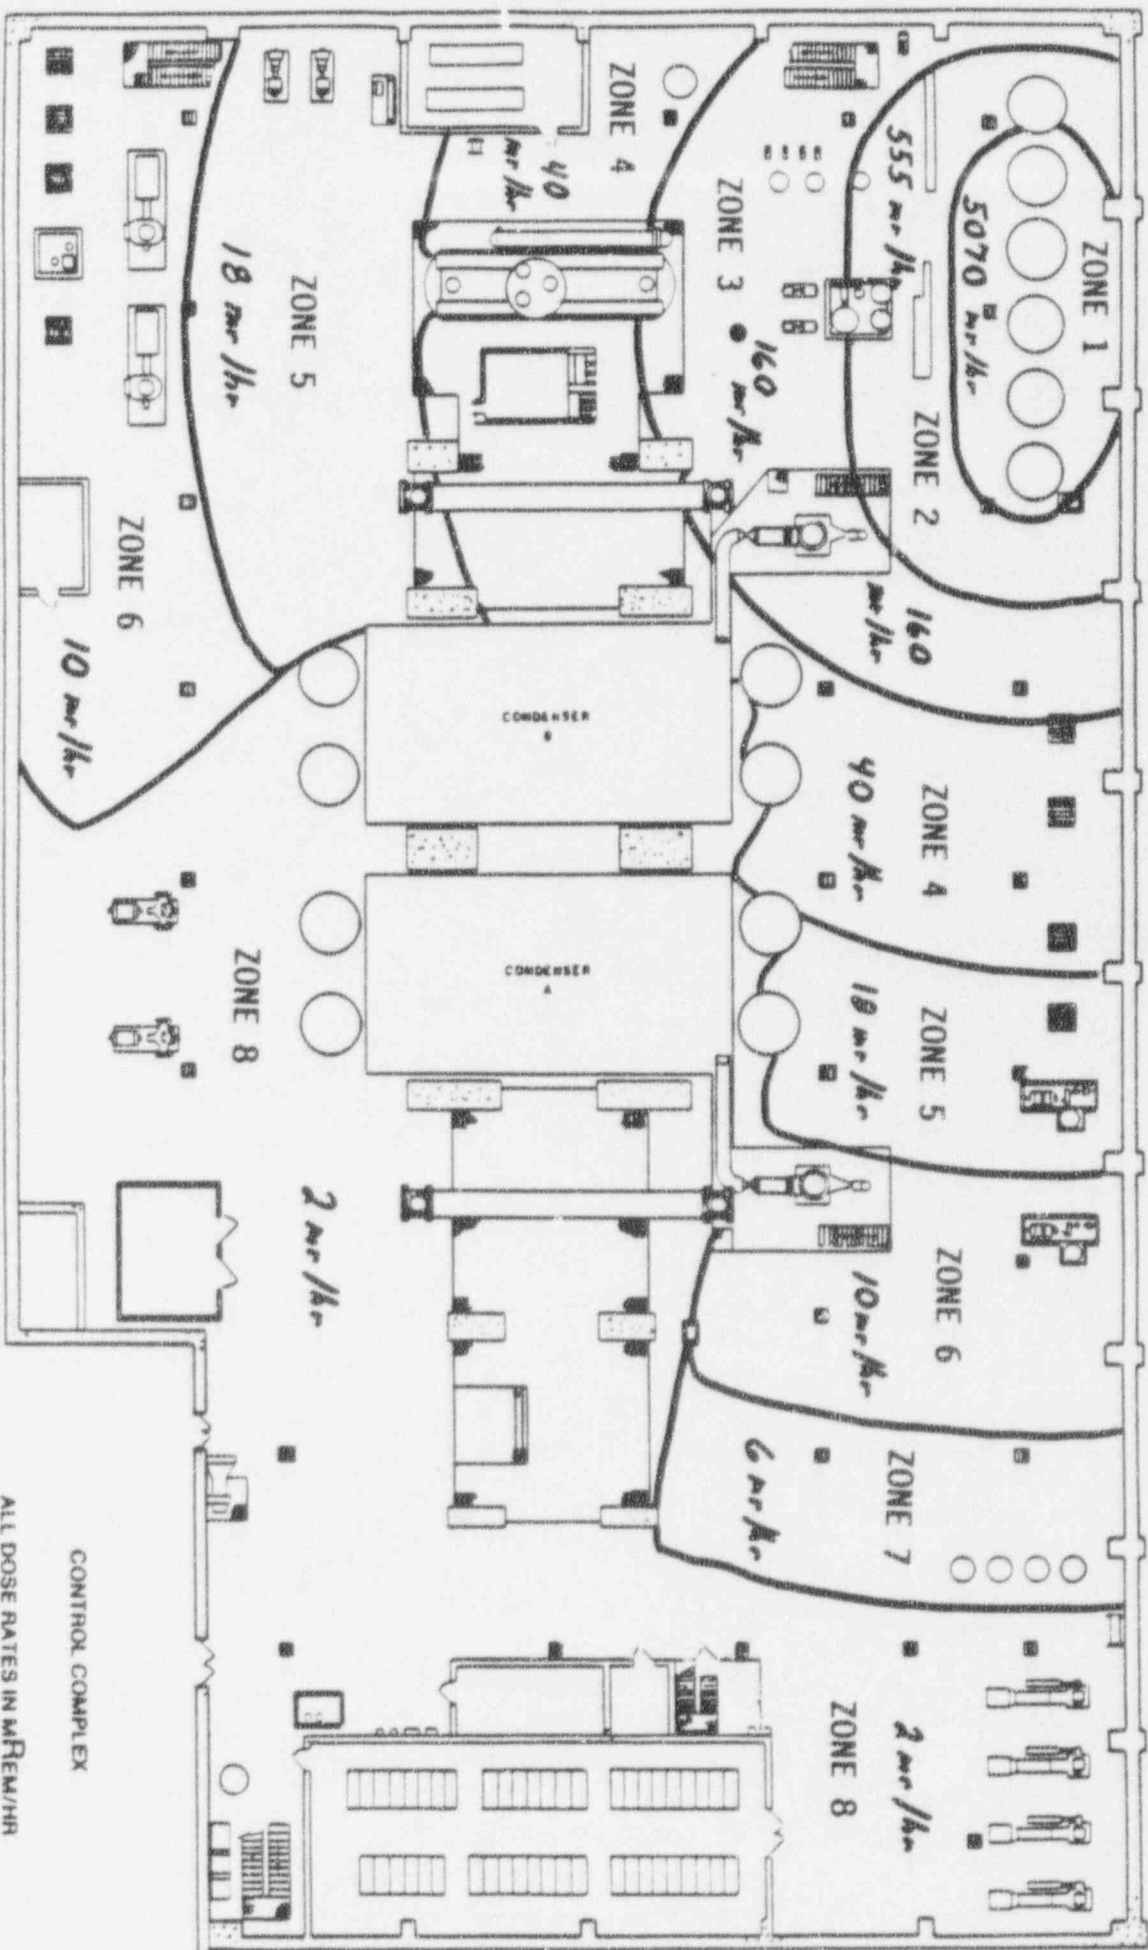 ZONE 1
5070 mr/hr
ZONE 2
555 mr/hr
ZONE 3
160
mr/hr
160
mr/hr
ZONE 4
40
mr/hr
ZONE 4
40 mr/hr
ZONE 5
18 mr/hr
ZONE 5
18 mr/hr
ZONE 6
10 mr/hr
ZONE 6
10 mr/hr
ZONE 7
6 mr/hr
ZONE 8
2 mr/hr
ZONE 8
2 mr/hr
CONDENSER
B
CONDENSER
A
CONTROL COMPLEX
ALL DOSE RATES IN MREM/HR